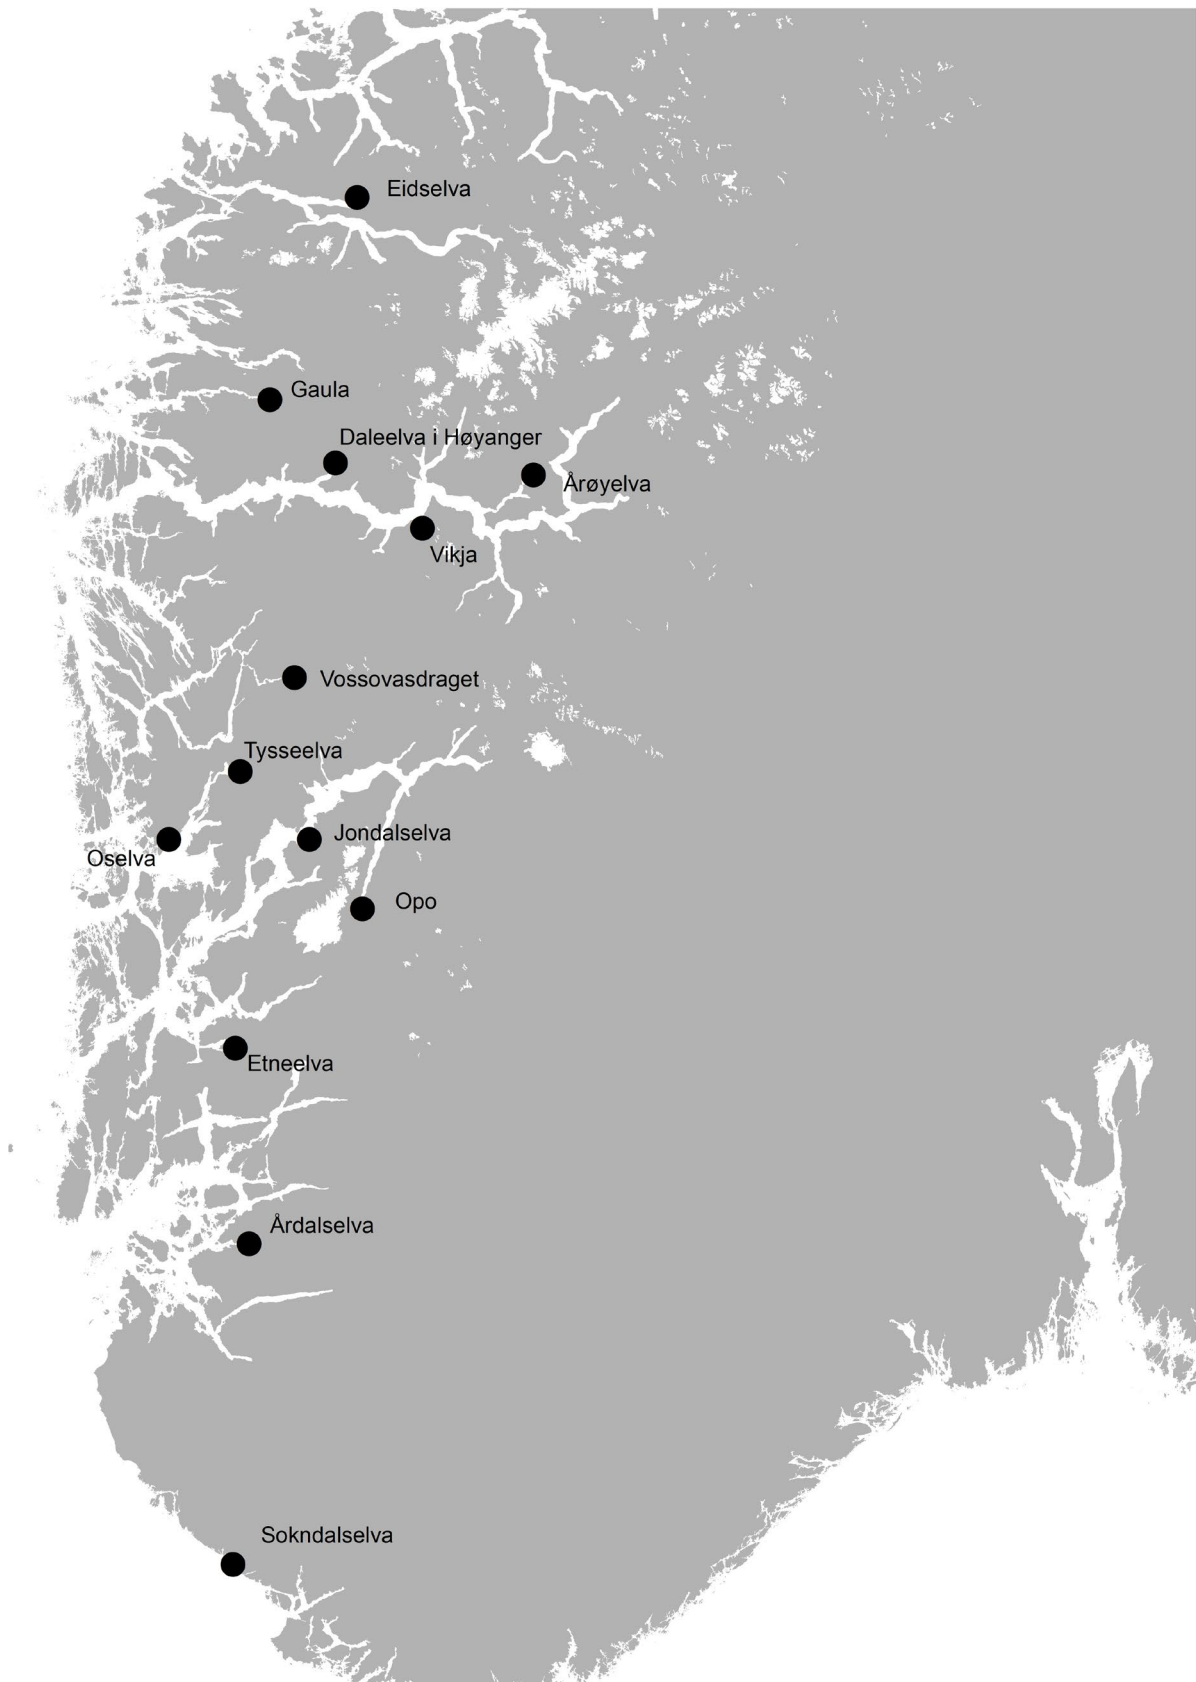 Eidselva
Gaula
Daleelva i Høyanger
Årøyelva
Vikja
Vossovasdraget
Tysseelva
Jondalselva
Oselva
Opo
Etneelva
Årdalselva
Sokndalselva